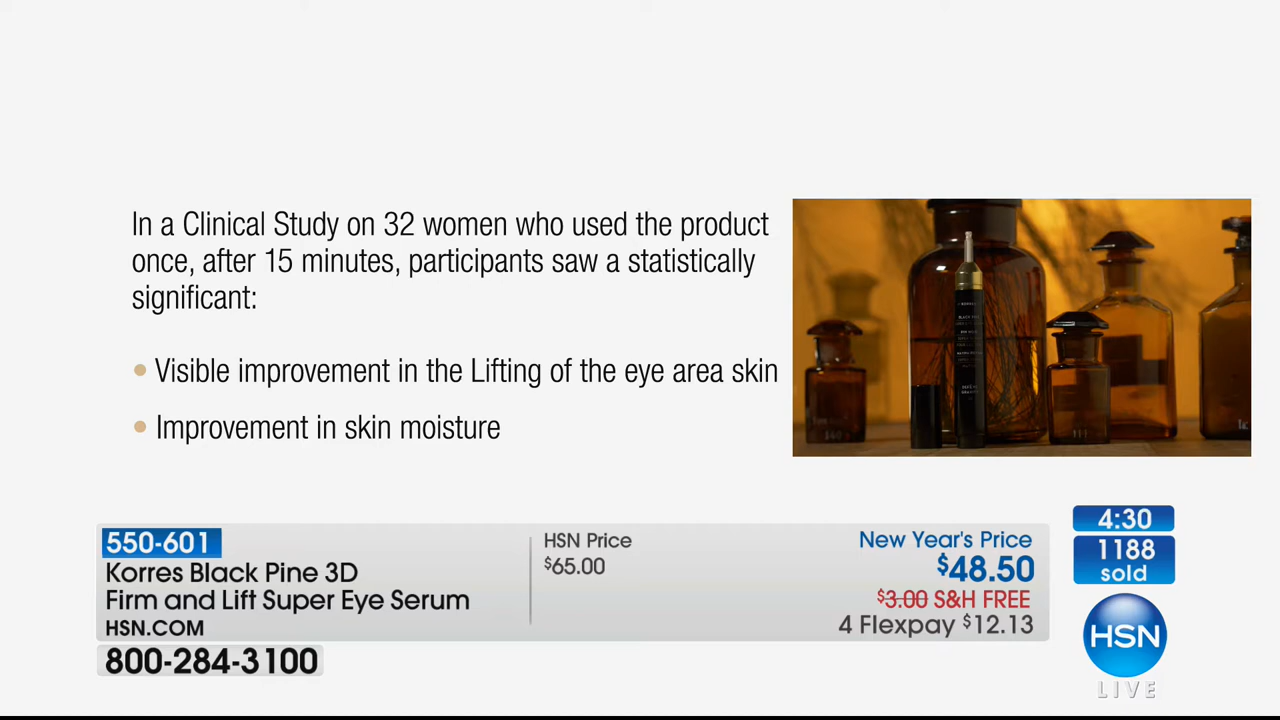 In a Clinical Study on 32 women who used the product
once, after 15 minutes, participants saw a statistically
significant:
• Visible improvement in the Lifting of the eye area skin
• Improvement in skin moisture
550-601
Korres Black Pine 3D
Firm and Lift Super Eye Serum
HSN.COM
800-284-3100
HSN Price
$65.00
New Year's Price
$48.50
$3.00 S&H FREE
4 Flexpay $12.13
4:30
1188
sold
HSN
LIVE